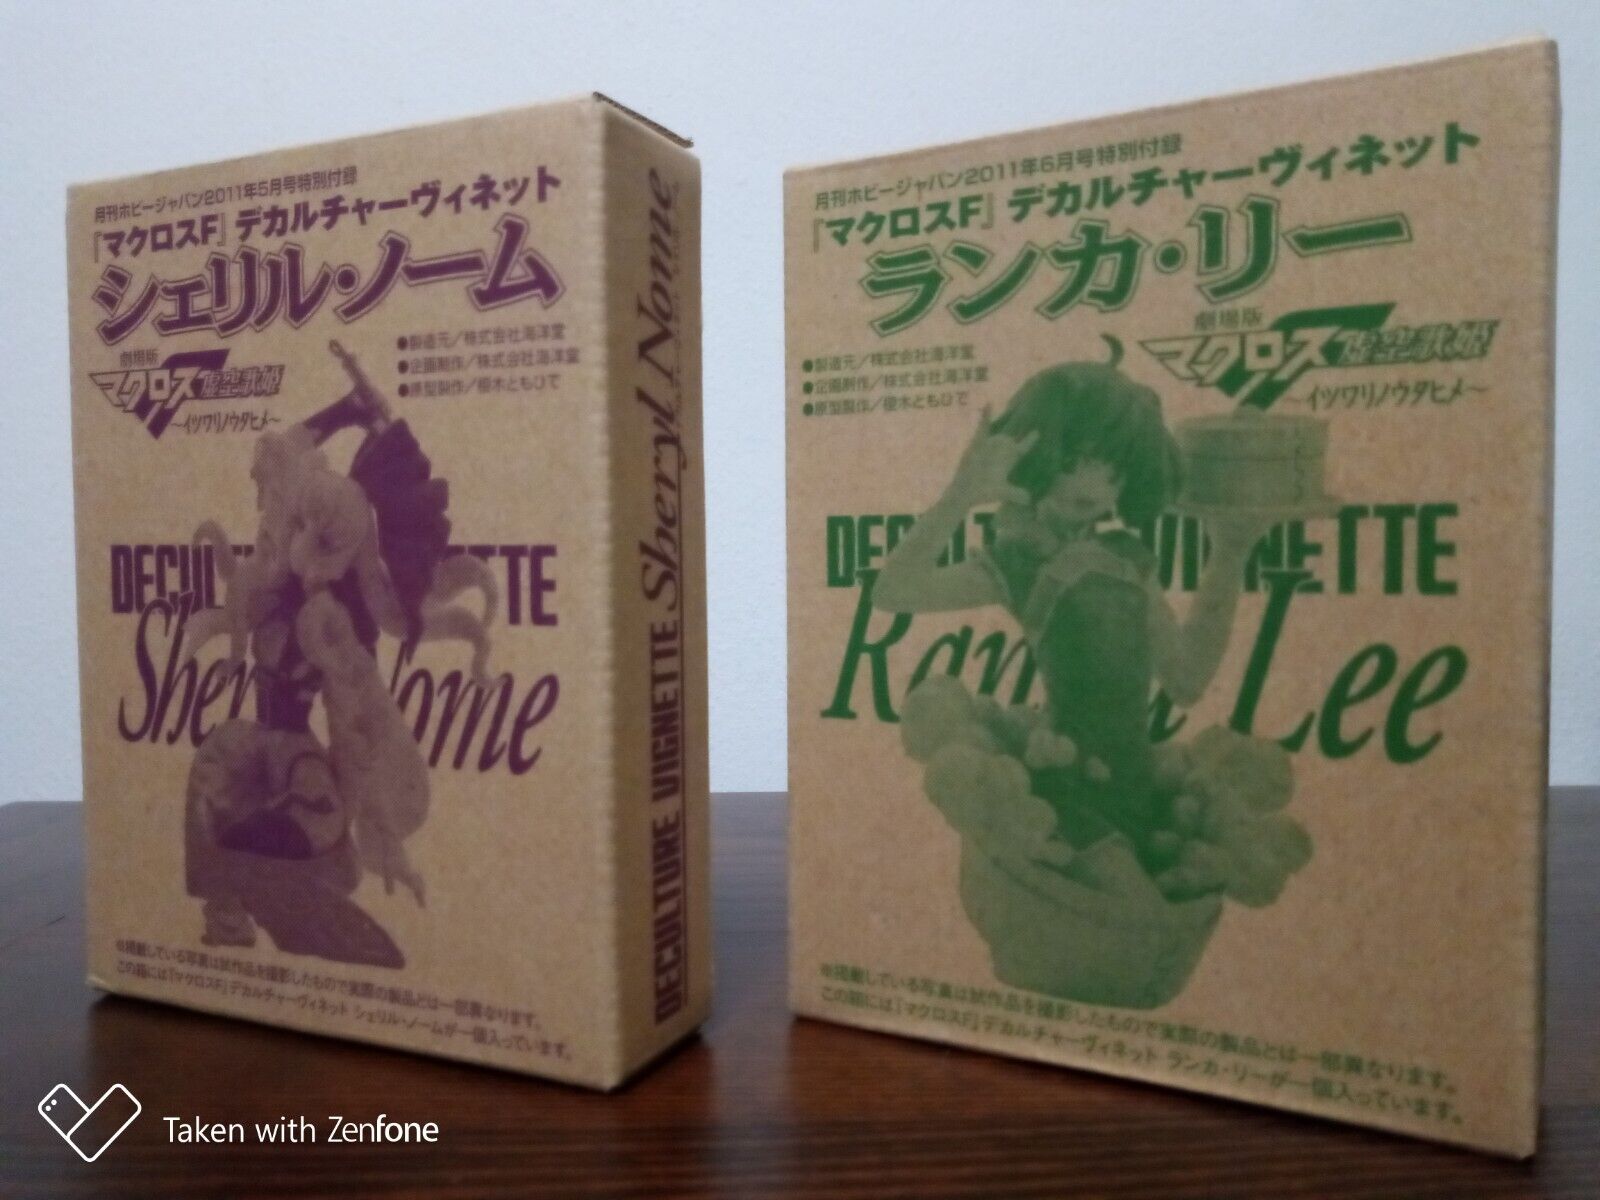 月刊ホビージャパン2011年5月号特別付録
『マクロスF』デカルチャーヴィネット
シェリル・ノーム
劇場版
マクロスF 虚空歌姫
～イツワリノウタヒメ～
●製造元／株式会社海洋堂
●企画制作／株式会社海洋堂
●原型製作／榎木ともひで
DECUL TTE
Sher Nome
※掲載している写真は試作品を撮影したもので実際の製品とは一部異なります。
この箱には『マクロスF』デカルチャーヴィネット シェリル・ノームが一個入っています。
DECULTURE VIGNETTE Sheryl Nome
月刊ホビージャパン2011年6月号特別付録
『マクロスF』デカルチャーヴィネット
ランカ・リー
劇場版
マクロスF 虚空歌姫
～イツワリノウタヒメ～
●製造元／株式会社海洋堂
●企画制作／株式会社海洋堂
●原型製作／榎木ともひで
DECULT VIGNETTE
Ranka Lee
※掲載している写真は試作品を撮影したもので実際の製品とは一部異なります。
この箱には『マクロスF』デカルチャーヴィネット ランカ・リーが一個入っています。
Taken with Zenfone